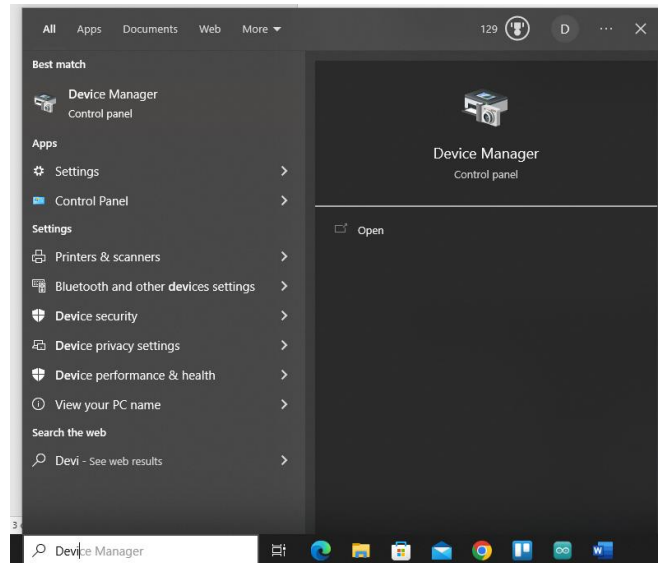 All Apps Documents Web More 129 D ...
Best match
Device Manager
Control panel
Apps
Settings
Control Panel
Settings
Printers & scanners
Bluetooth and other devices settings
Device security
Device privacy settings
Device performance & health
View your PC name
Search the web
Devi - See web results
Device Manager
Control panel
Open
3
Device Manager